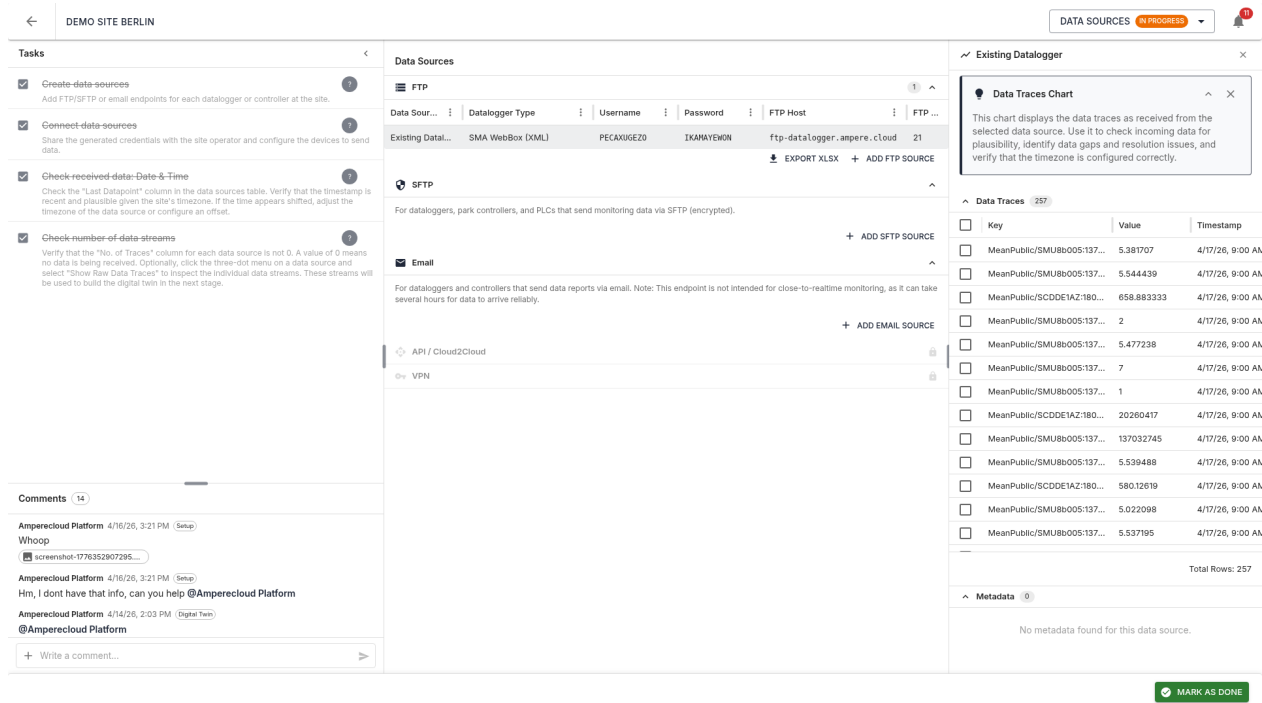 DEMO SITE BERLIN
DATA SOURCES IN PROGRESS
11
Tasks
Create data sources
?
Add FTP/SFTP or email endpoints for each datalogger or controller at the site.
Connect data sources
?
Share the generated credentials with the site operator and configure the devices to send
data.
Check received data: Date & Time
?
Check the "Last Datapoint" column in the data sources table. Verify that the timestamp is
recent and plausible given the site's timezone. If the time appears shifted, adjust the
timezone of the data source or configure an offset.
Check number of data streams
?
Verify that the "No. of Traces" column for each data source is not 0. A value of 0 means
no data is being received. Optionally, click the three-dot menu on a data source and
select "Show Raw Data Traces" to inspect the individual data streams. These streams will
be used to build the digital twin in the next stage.
Comments 14
Amperecloud Platform 4/16/26, 3:21 PM Setup
Whoop
screenshot-1776352907295....
Amperecloud Platform 4/16/26, 3:21 PM Setup
Hm, I dont have that info, can you help @Amperecloud Platform
Amperecloud Platform 4/14/26, 2:03 PM Digital Twin
@Amperecloud Platform
Write a comment...
Data Sources
FTP 1
Data Sour... Datalogger Type Username Password FTP Host FTP ...
Existing Datal... SMA WebBox (XML) PECAXUGEZO IKAMAYEWON ftp-datalogger.ampere.cloud 21
EXPORT XLSX + ADD FTP SOURCE
SFTP
For dataloggers, park controllers, and PLCs that send monitoring data via SFTP (encrypted).
+ ADD SFTP SOURCE
Email
For dataloggers and controllers that send data reports via email. Note: This endpoint is not intended for close-to-realtime monitoring, as it can take
several hours for data to arrive reliably.
+ ADD EMAIL SOURCE
API / Cloud2Cloud
VPN
Existing Datalogger
Data Traces Chart
This chart displays the data traces as received from the
selected data source. Use it to check incoming data for
plausibility, identify data gaps and resolution issues, and
verify that the timezone is configured correctly.
Data Traces 257
Key Value Timestamp
MeanPublic/SMU8b005:137... 5.381707 4/17/26, 9:00 AM
MeanPublic/SMU8b005:137... 5.544439 4/17/26, 9:00 AM
MeanPublic/SCDDE1AZ:180... 658.883333 4/17/26, 9:00 AM
MeanPublic/SMU8b005:137... 2 4/17/26, 9:00 AM
MeanPublic/SMU8b005:137... 5.477238 4/17/26, 9:00 AM
MeanPublic/SMU8b005:137... 7 4/17/26, 9:00 AM
MeanPublic/SMU8b005:137... 1 4/17/26, 9:00 AM
MeanPublic/SCDDE1AZ:180... 20260417 4/17/26, 9:00 AM
MeanPublic/SMU8b005:137... 137032745 4/17/26, 9:00 AM
MeanPublic/SMU8b005:137... 5.539488 4/17/26, 9:00 AM
MeanPublic/SCDDE1AZ:180... 580.12619 4/17/26, 9:00 AM
MeanPublic/SMU8b005:137... 5.022098 4/17/26, 9:00 AM
MeanPublic/SMU8b005:137... 5.537195 4/17/26, 9:00 AM
Total Rows: 257
Metadata 0
No metadata found for this data source.
MARK AS DONE